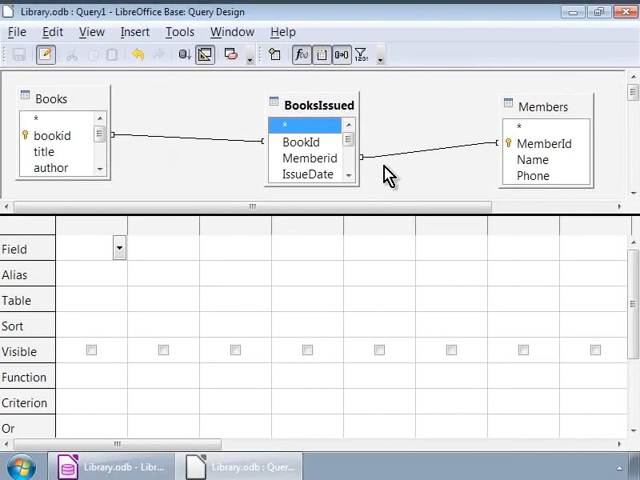 Library.odb : Query1 - LibreOffice Base: Query Design
File Edit View Insert Tools Window Help
Books
*
bookid
title
author
BooksIssued
*
BookId
Memberid
IssueDate
Members
*
MemberId
Name
Phone
Field
Alias
Table
Sort
Visible
Function
Criterion
Or
Library.odb - Libr...
Library.odb : Que...